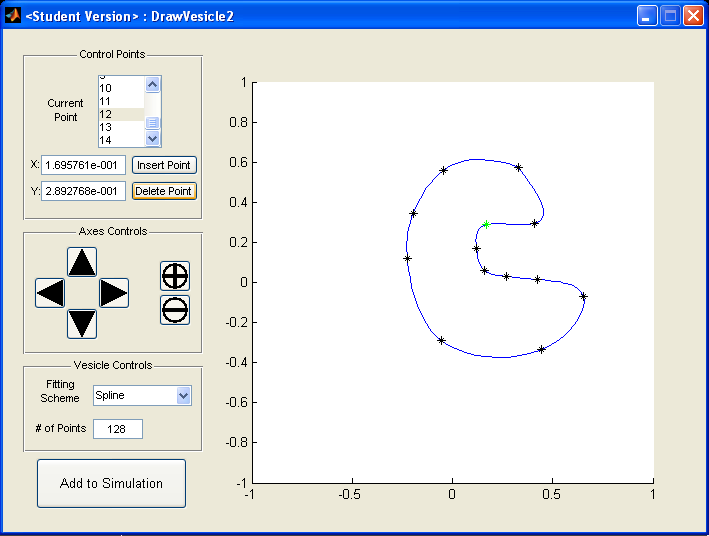 <Student Version> : DrawVesicle2
Control Points
Current
Point
10
11
12
13
14
X: 1.695761e-001 Insert Point
Y: 2.892768e-001 Delete Point
Axes Controls
Vesicle Controls
Fitting
Scheme
Spline
# of Points 128
Add to Simulation
1
0.8
0.6
0.4
0.2
0
-0.2
-0.4
-0.6
-0.8
-1
-1 -0.5 0 0.5 1